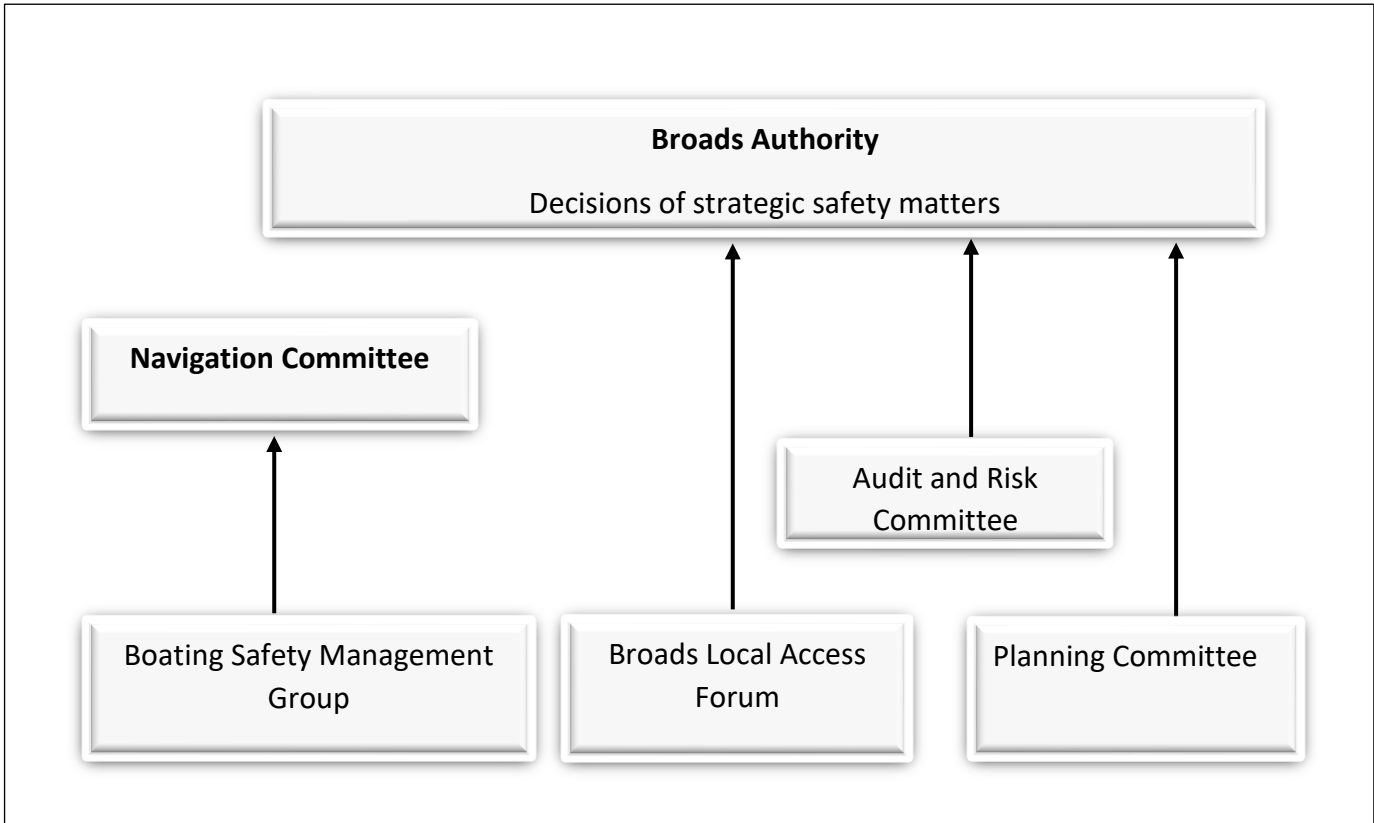 Broads Authority
Decisions of strategic safety matters
Navigation Committee
Audit and Risk
Committee
Boating Safety Management
Group
Broads Local Access
Forum
Planning Committee